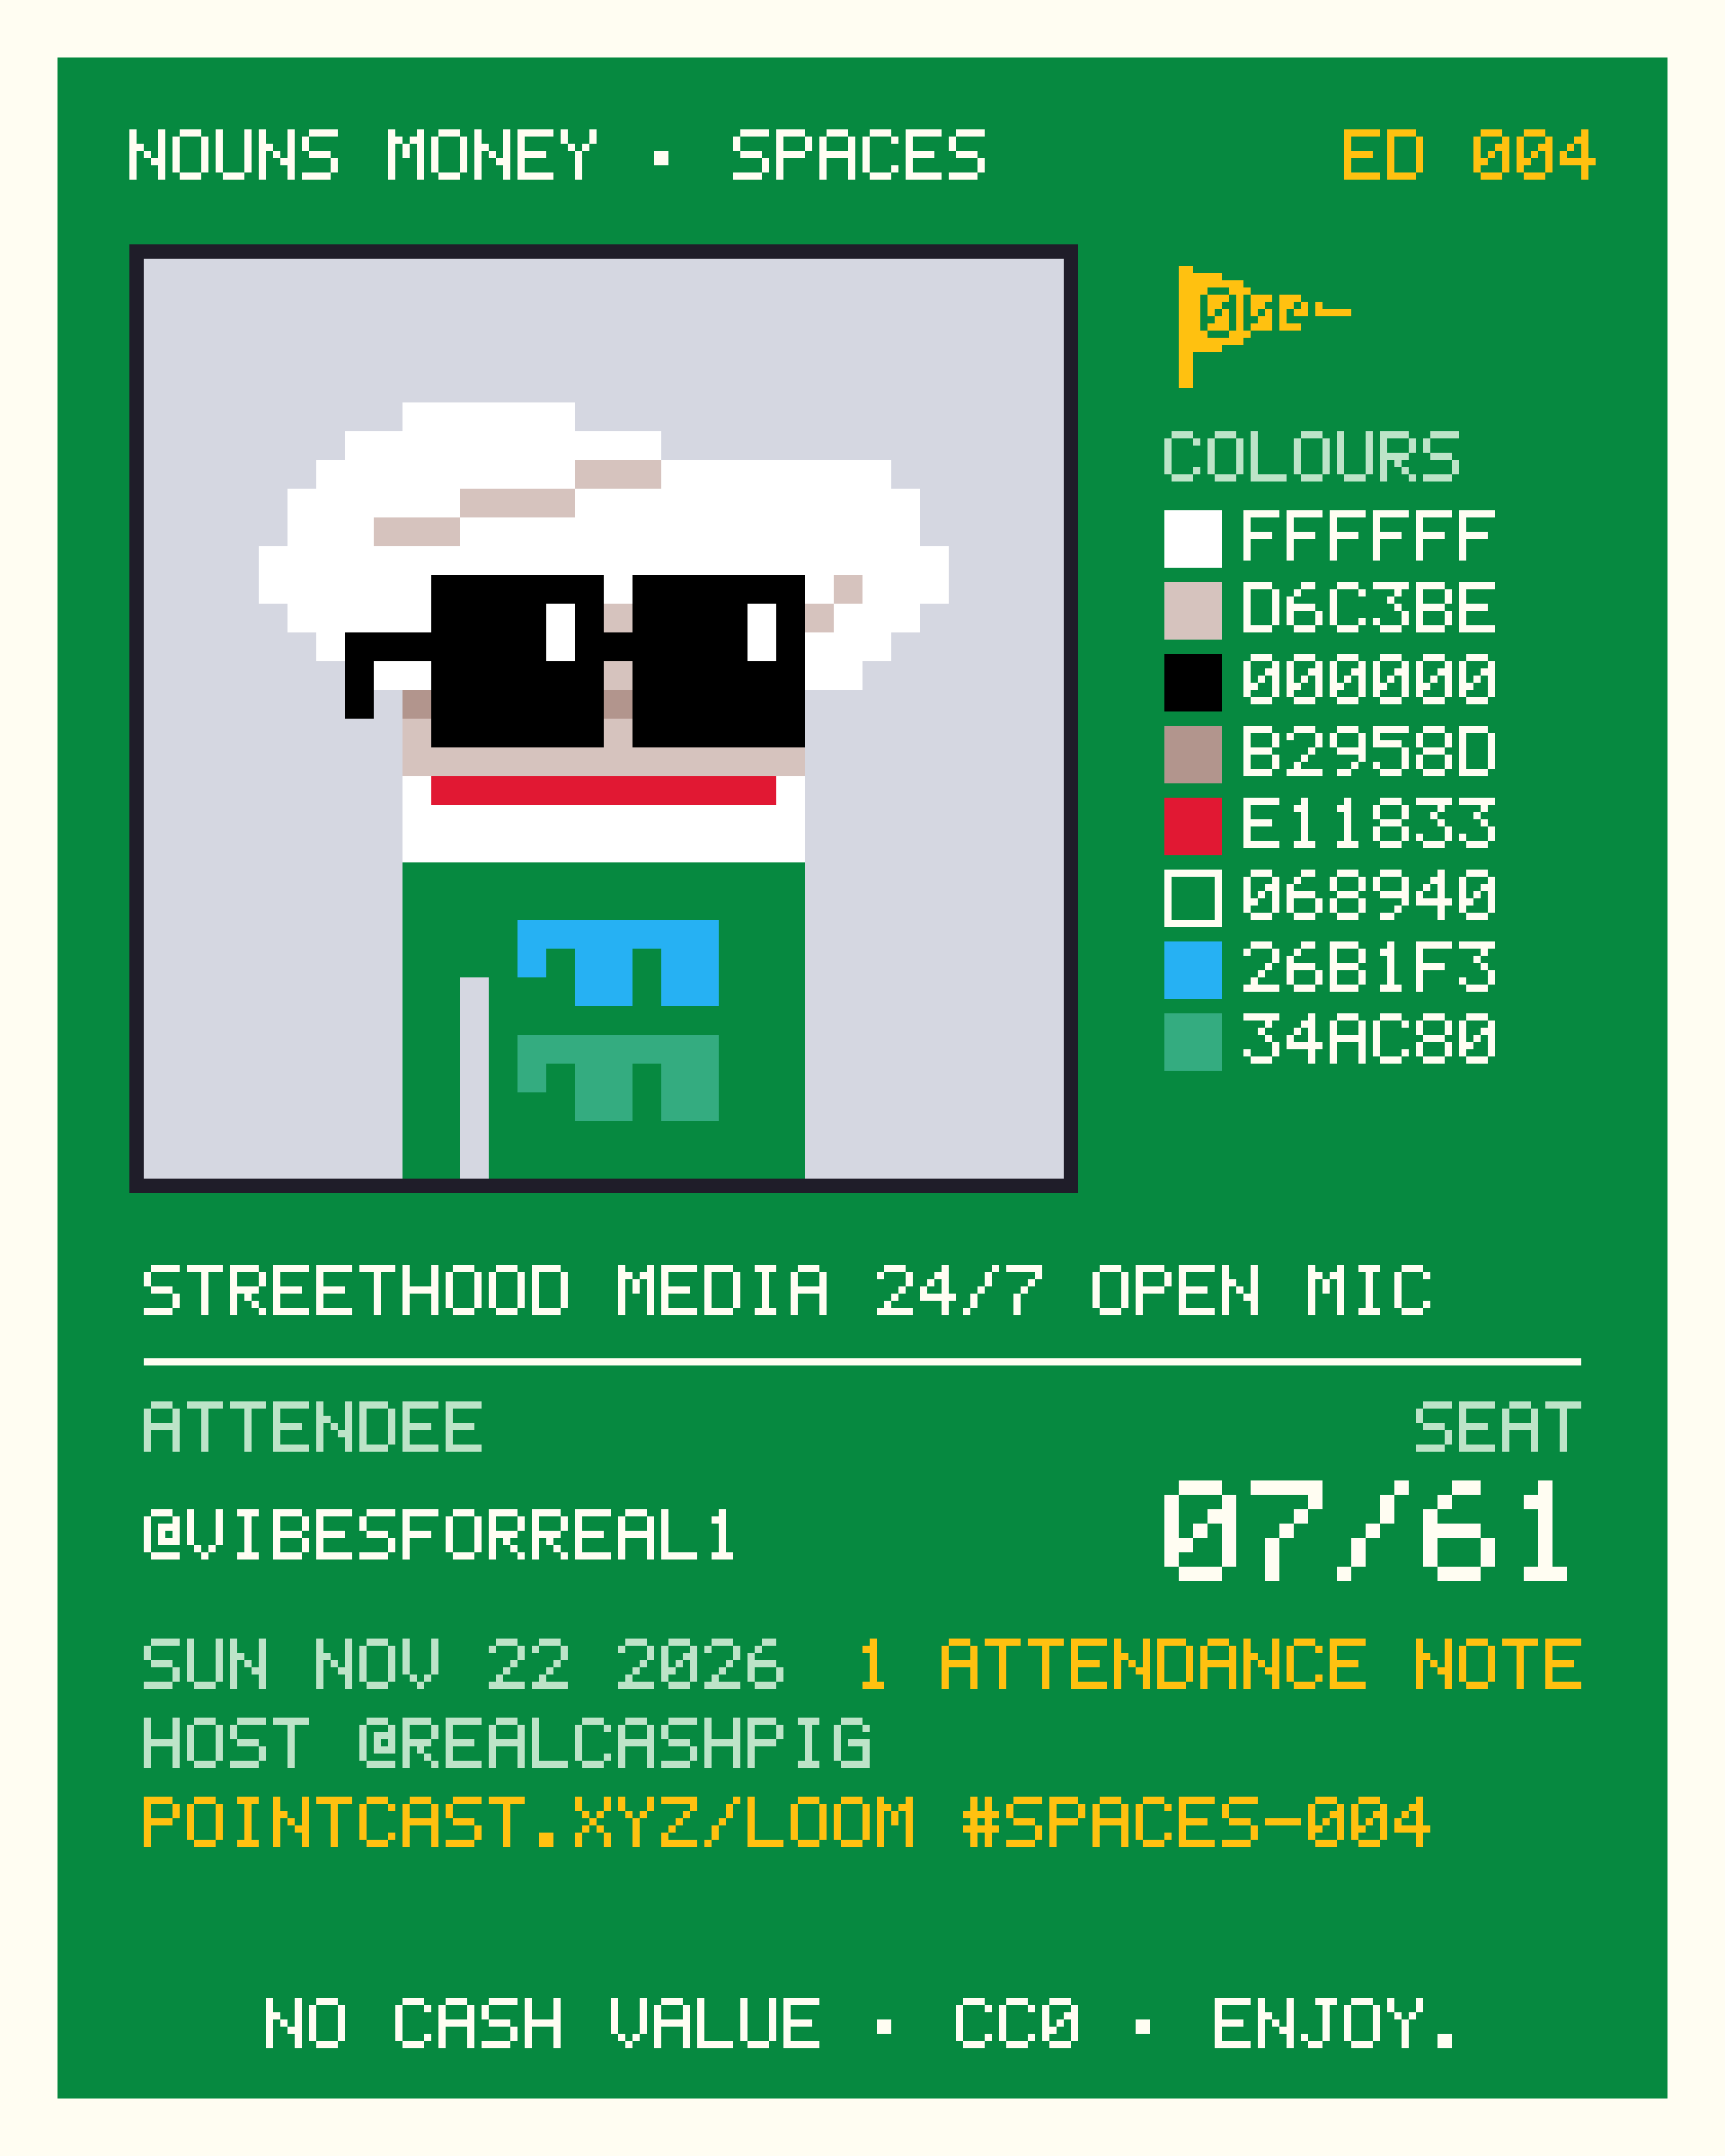 NOUNS MONEY · SPACES
ED 004
COLOURS
FFFFFF
D6C3BE
000000
B2958D
E11833
068940
26B1F3
34AC80
STREETHOOD MEDIA 24/7 OPEN MIC
ATTENDEE
SEAT
@VIBESFORREAL1
07/61
SUN NOV 22 2026
1 ATTENDANCE NOTE
HOST @REALCASHPIG
POINTCAST.XYZ/LOOM #SPACES-004
NO CASH VALUE · CC0 · ENJOY.